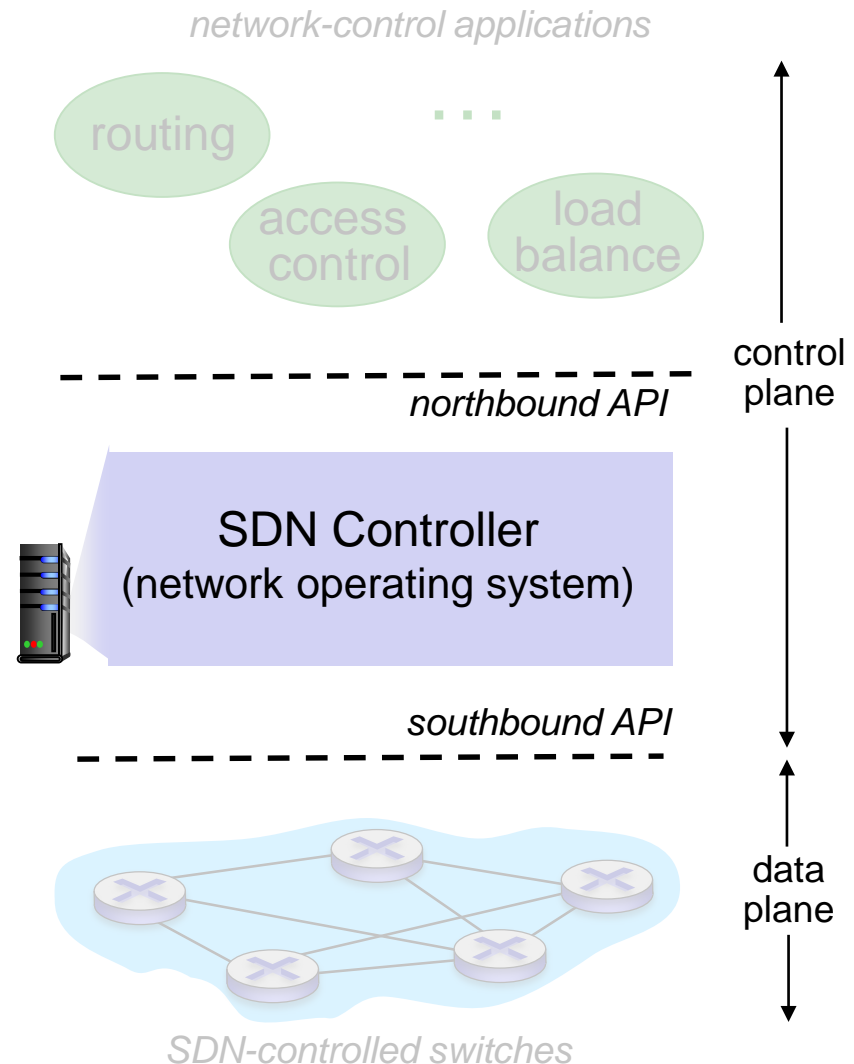 network-control applications
routing
...
access
control
load
balance
control
plane
northbound API
SDN Controller
(network operating system)
southbound API
data
plane
SDN-controlled switches